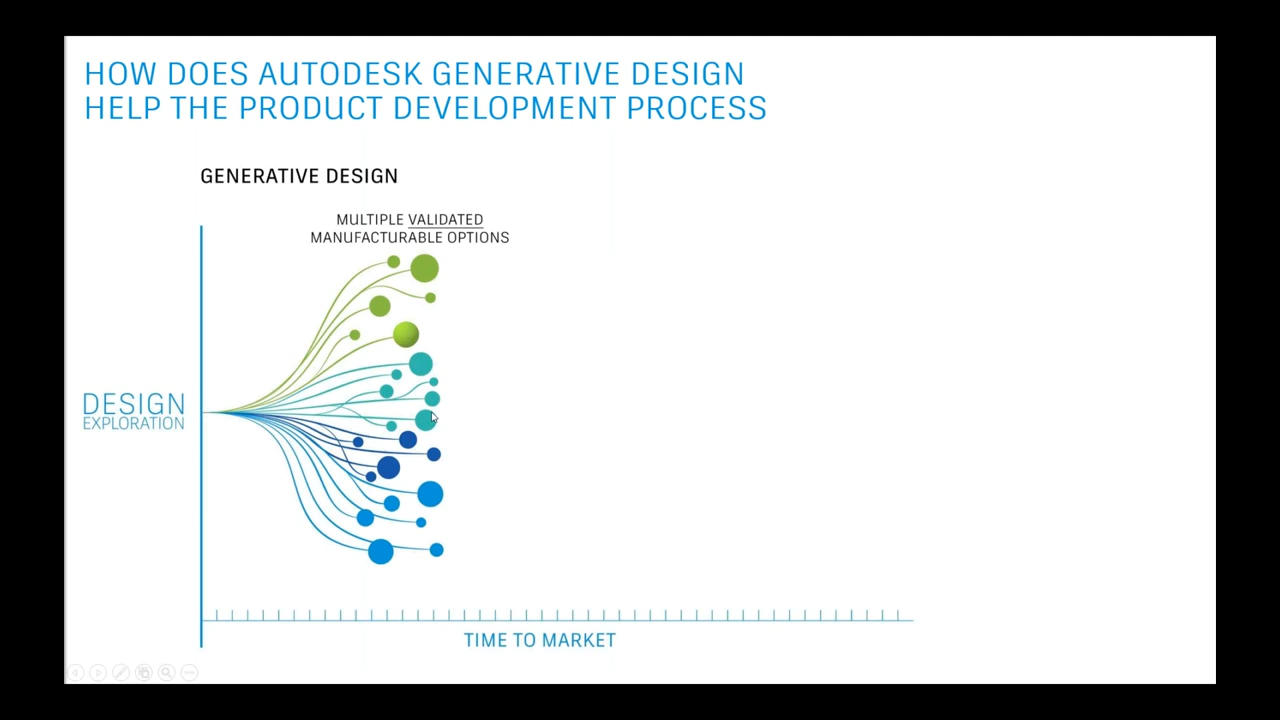 HOW DOES AUTODESK GENERATIVE DESIGN
HELP THE PRODUCT DEVELOPMENT PROCESS
GENERATIVE DESIGN
MULTIPLE VALIDATED
MANUFACTURABLE OPTIONS
DESIGN
EXPLORATION
TIME TO MARKET